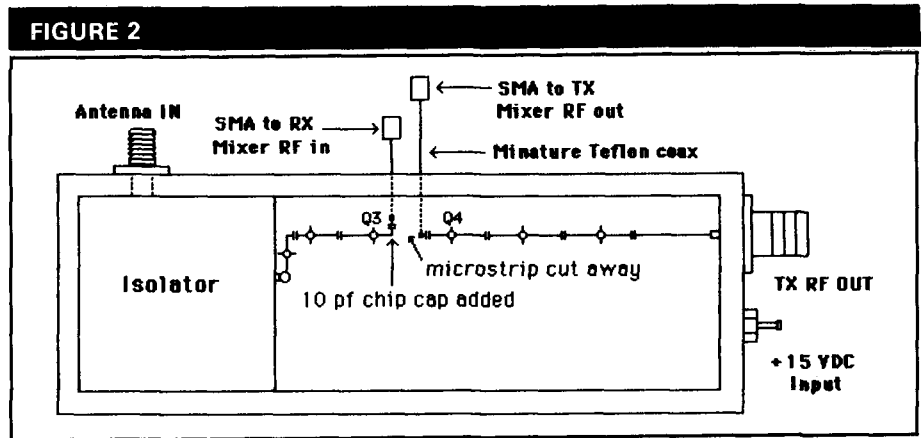 FIGURE 2
Antenna IN
SMA to RX
Mixer RF in
SMA to TX
Mixer RF out
Minature Teflon coax
Q3
Q4
Isolator
microstrip cut away
10 pf chip cap added
TX RF OUT
+15 VDC
Input